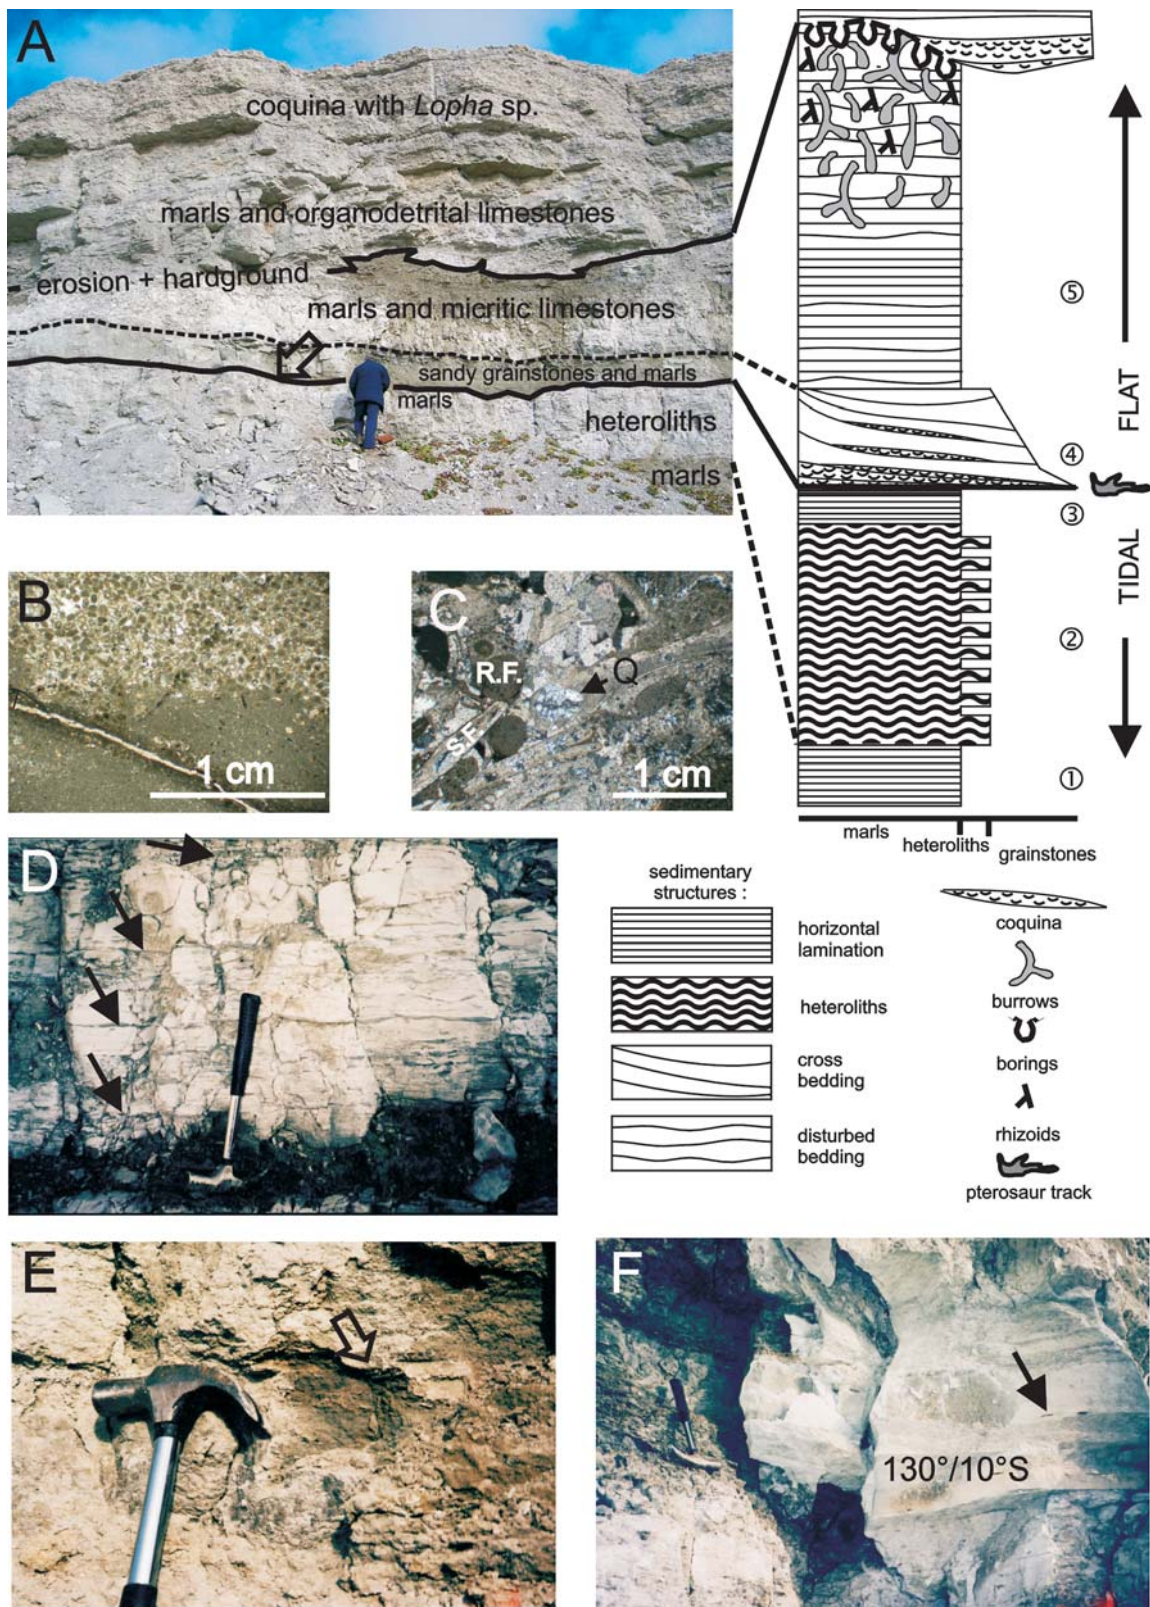 A
coquina with Lopha sp.
marls and organodetrital limestones
erosion + hardground
marls and micritic limestones
sandy grainstones and marls
marls
heteroliths
marls
⑤
④
③
②
①
FLAT
TIDAL
marls
heteroliths
grainstones
B
1 cm
C
R.F.
Q
S.F.
1 cm
D
sedimentary
structures :
horizontal
lamination
heteroliths
cross
bedding
disturbed
bedding
coquina
burrows
borings
rhizoids
pterosaur track
E
F
130°/10°S